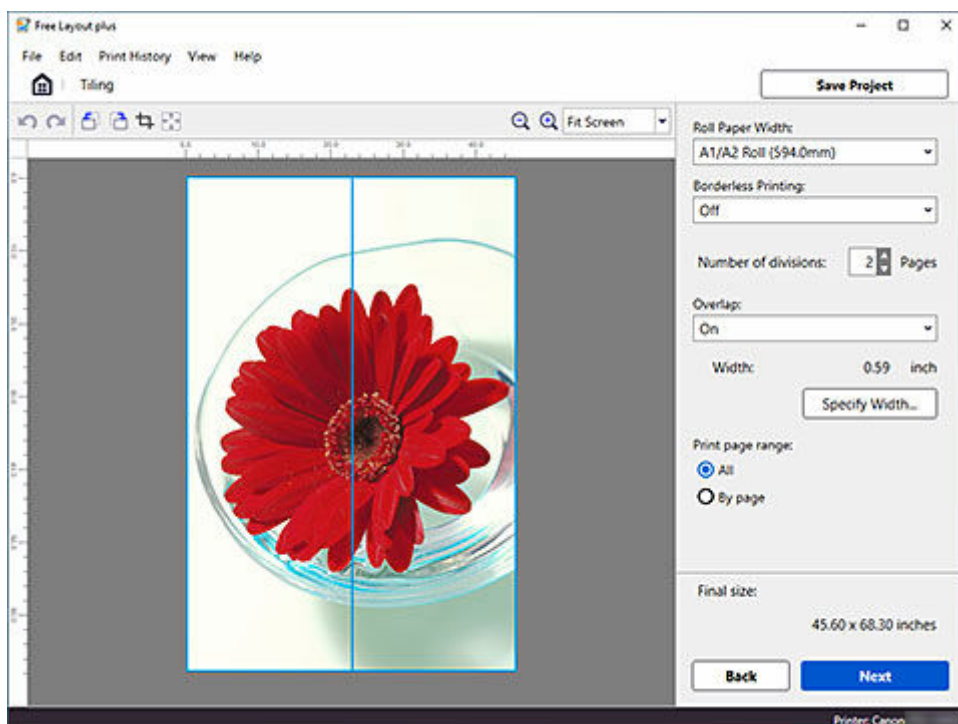 Free Layout plus
File Edit Print History View Help
Tiling
Save Project
Fit Screen
Roll Paper Width:
A1/A2 Roll (594.0mm)
Borderless Printing:
Off
Number of divisions: 2 Pages
Overlap:
On
Width: 0.59 inch
Specify Width...
Print page range:
All
By page
Final size:
45.60 x 68.30 inches
Back Next
Printer: Canon